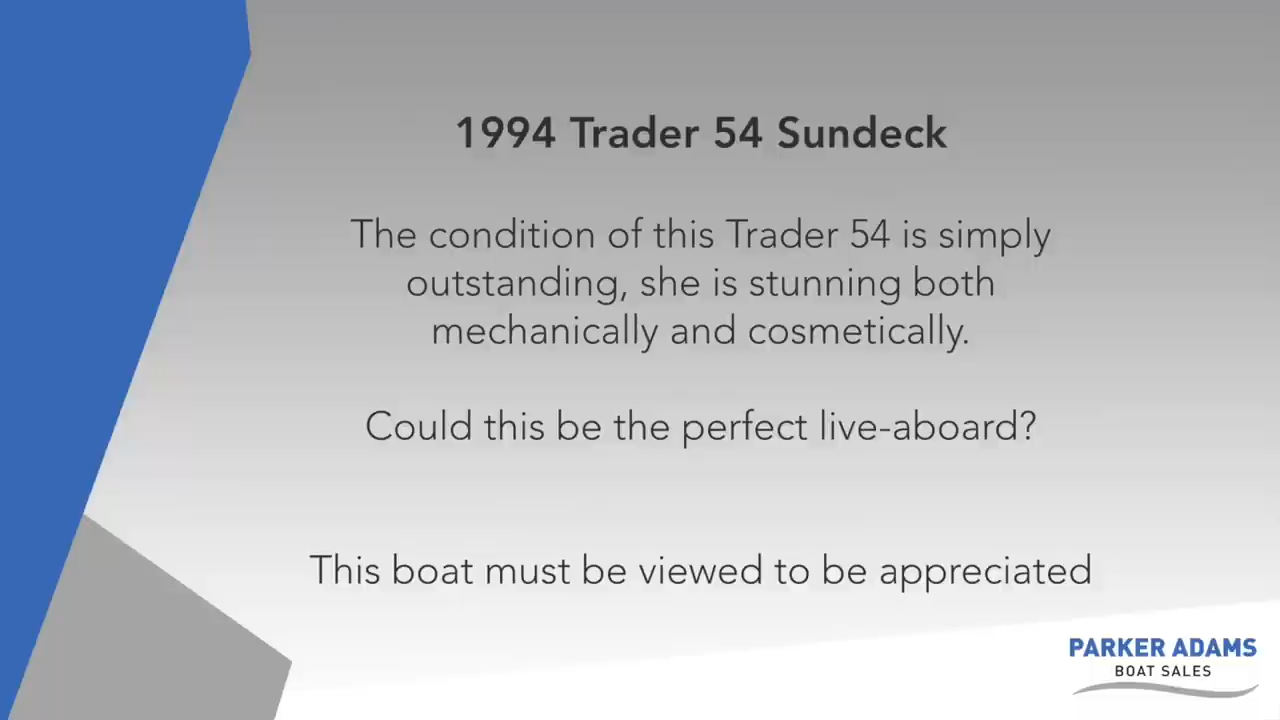 1994 Trader 54 Sundeck
The condition of this Trader 54 is simply
outstanding, she is stunning both
mechanically and cosmetically.
Could this be the perfect live-aboard?
This boat must be viewed to be appreciated
PARKER ADAMS
BOAT SALES